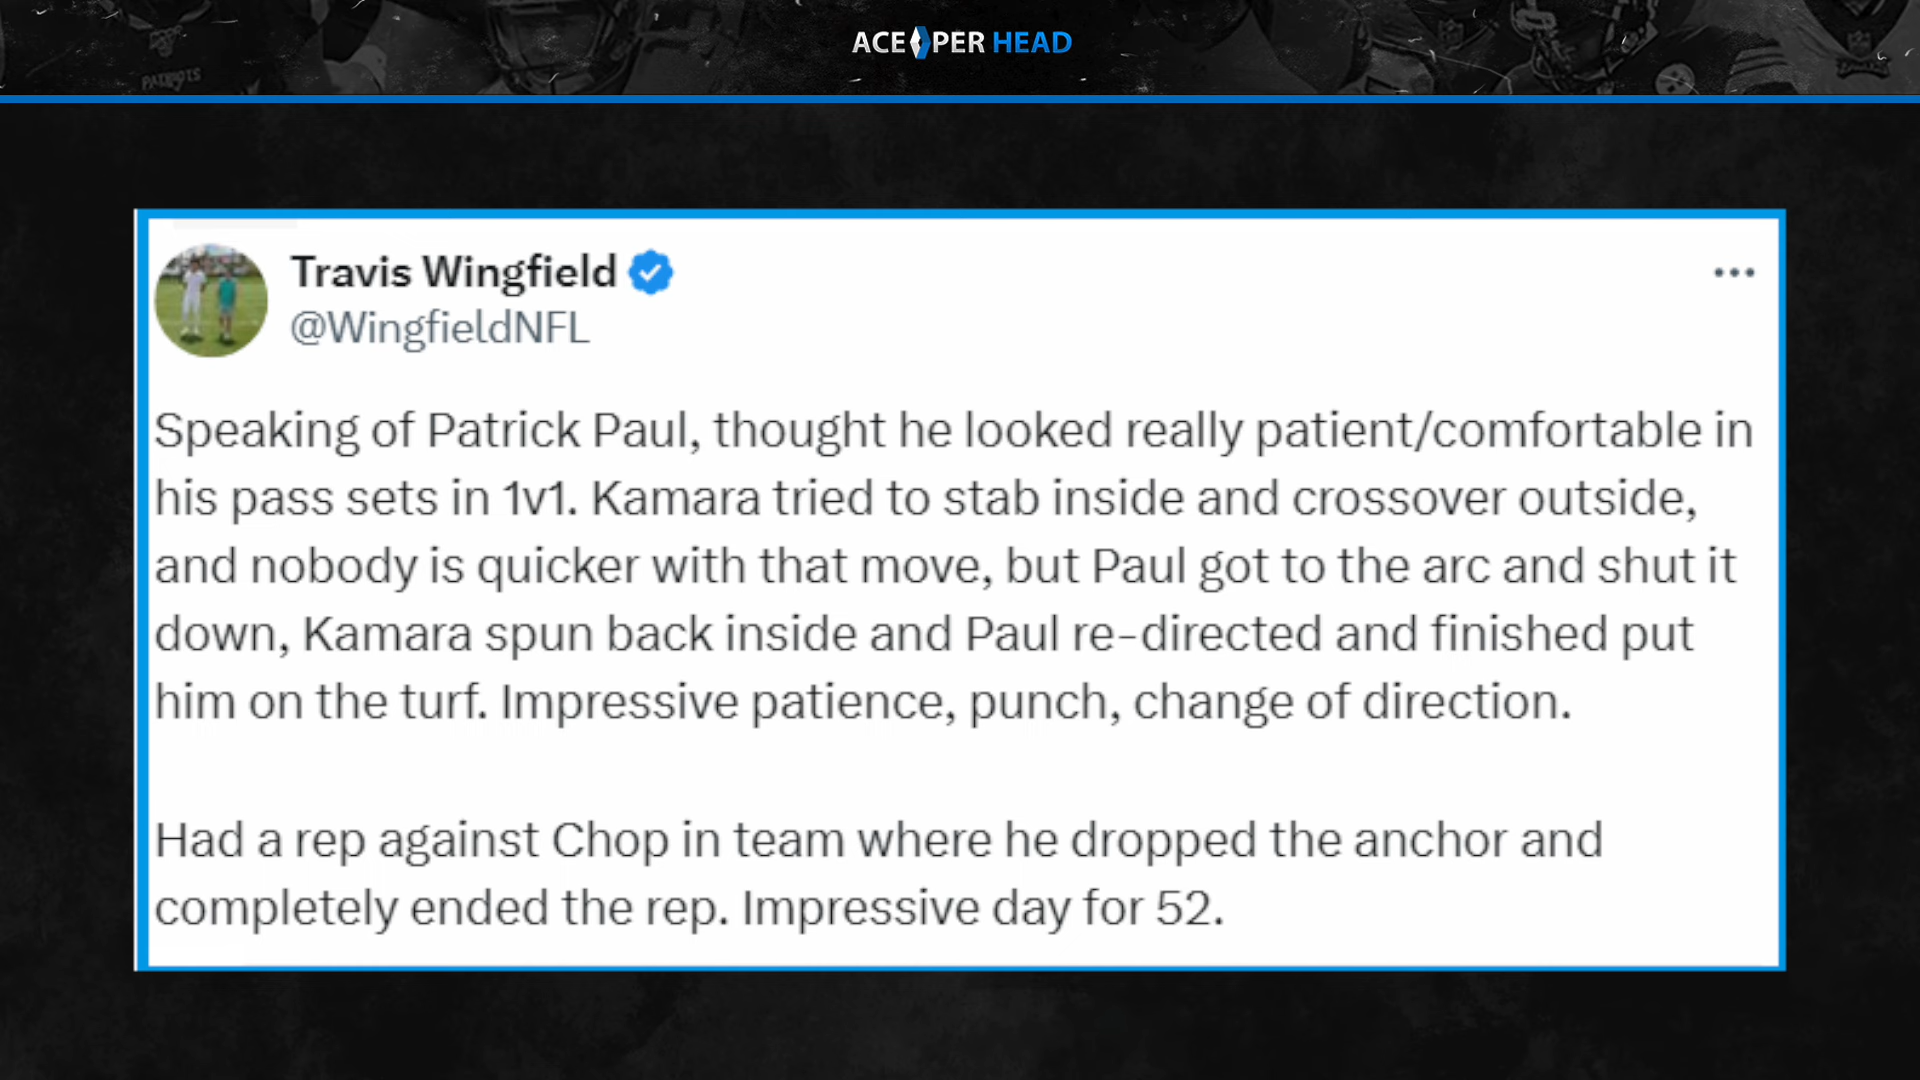 PATRIOTS
ACE PER HEAD
Travis Wingfield
@WingfieldNFL
Speaking of Patrick Paul, thought he looked really patient/comfortable in
his pass sets in 1v1. Kamara tried to stab inside and crossover outside,
and nobody is quicker with that move, but Paul got to the arc and shut it
down, Kamara spun back inside and Paul re-directed and finished put
him on the turf. Impressive patience, punch, change of direction.
Had a rep against Chop in team where he dropped the anchor and
completely ended the rep. Impressive day for 52.